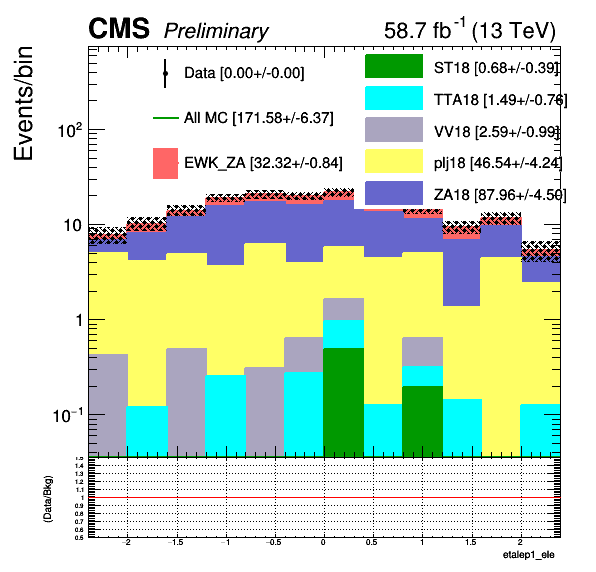 CMS Preliminary 58.7 fb-1 (13 TeV)
Events/bin
Data [0.00+/-0.00]
All MC [171.58+/-6.37]
EWK_ZA [32.32+/-0.84]
ST18 [0.68+/-0.39]
TTA18 [1.49+/-0.76]
VV18 [2.59+/-0.99]
plj18 [46.54+/-4.24]
ZA18 [87.96+/-4.50]
10^2
10
1
10^-1
(Data/Bkg)
1.5
1.4
1.3
1.2
1.1
1
0.9
0.8
0.7
0.6
0.5
-2 -1.5 -1 -0.5 0 0.5 1 1.5 2
etalep1_ele